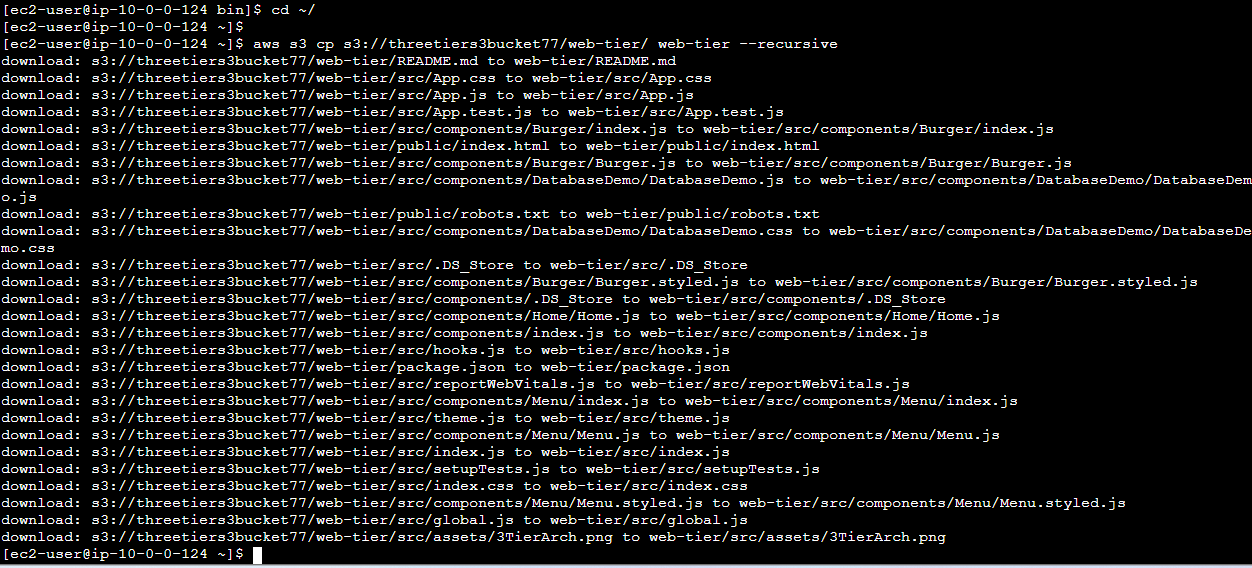 [ec2-user@ip-10-0-0-124 bin]$ cd ~/
[ec2-user@ip-10-0-0-124 ~]$
[ec2-user@ip-10-0-0-124 ~]$ aws s3 cp s3://threetiers3bucket77/web-tier/ web-tier --recursive
download: s3://threetiers3bucket77/web-tier/README.md to web-tier/README.md
download: s3://threetiers3bucket77/web-tier/src/App.css to web-tier/src/App.css
download: s3://threetiers3bucket77/web-tier/src/App.js to web-tier/src/App.js
download: s3://threetiers3bucket77/web-tier/src/App.test.js to web-tier/src/App.test.js
download: s3://threetiers3bucket77/web-tier/src/components/Burger/index.js to web-tier/src/components/Burger/index.js
download: s3://threetiers3bucket77/web-tier/public/index.html to web-tier/public/index.html
download: s3://threetiers3bucket77/web-tier/src/components/Burger/Burger.js to web-tier/src/components/Burger/Burger.js
download: s3://threetiers3bucket77/web-tier/src/components/DatabaseDemo/DatabaseDemo.js to web-tier/src/components/DatabaseDemo/DatabaseDem
o.js
download: s3://threetiers3bucket77/web-tier/public/robots.txt to web-tier/public/robots.txt
download: s3://threetiers3bucket77/web-tier/src/components/DatabaseDemo/DatabaseDemo.css to web-tier/src/components/DatabaseDemo/DatabaseDe
mo.css
download: s3://threetiers3bucket77/web-tier/src/.DS_Store to web-tier/src/.DS_Store
download: s3://threetiers3bucket77/web-tier/src/components/Burger/Burger.styled.js to web-tier/src/components/Burger/Burger.styled.js
download: s3://threetiers3bucket77/web-tier/src/components/.DS_Store to web-tier/src/components/.DS_Store
download: s3://threetiers3bucket77/web-tier/src/components/Home/Home.js to web-tier/src/components/Home/Home.js
download: s3://threetiers3bucket77/web-tier/src/components/index.js to web-tier/src/components/index.js
download: s3://threetiers3bucket77/web-tier/src/hooks.js to web-tier/src/hooks.js
download: s3://threetiers3bucket77/web-tier/package.json to web-tier/package.json
download: s3://threetiers3bucket77/web-tier/src/reportWebVitals.js to web-tier/src/reportWebVitals.js
download: s3://threetiers3bucket77/web-tier/src/components/Menu/index.js to web-tier/src/components/Menu/index.js
download: s3://threetiers3bucket77/web-tier/src/theme.js to web-tier/src/theme.js
download: s3://threetiers3bucket77/web-tier/src/components/Menu/Menu.js to web-tier/src/components/Menu/Menu.js
download: s3://threetiers3bucket77/web-tier/src/index.js to web-tier/src/index.js
download: s3://threetiers3bucket77/web-tier/src/setupTests.js to web-tier/src/setupTests.js
download: s3://threetiers3bucket77/web-tier/src/index.css to web-tier/src/index.css
download: s3://threetiers3bucket77/web-tier/src/components/Menu/Menu.styled.js to web-tier/src/components/Menu/Menu.styled.js
download: s3://threetiers3bucket77/web-tier/src/global.js to web-tier/src/global.js
download: s3://threetiers3bucket77/web-tier/src/assets/3TierArch.png to web-tier/src/assets/3TierArch.png
[ec2-user@ip-10-0-0-124 ~]$